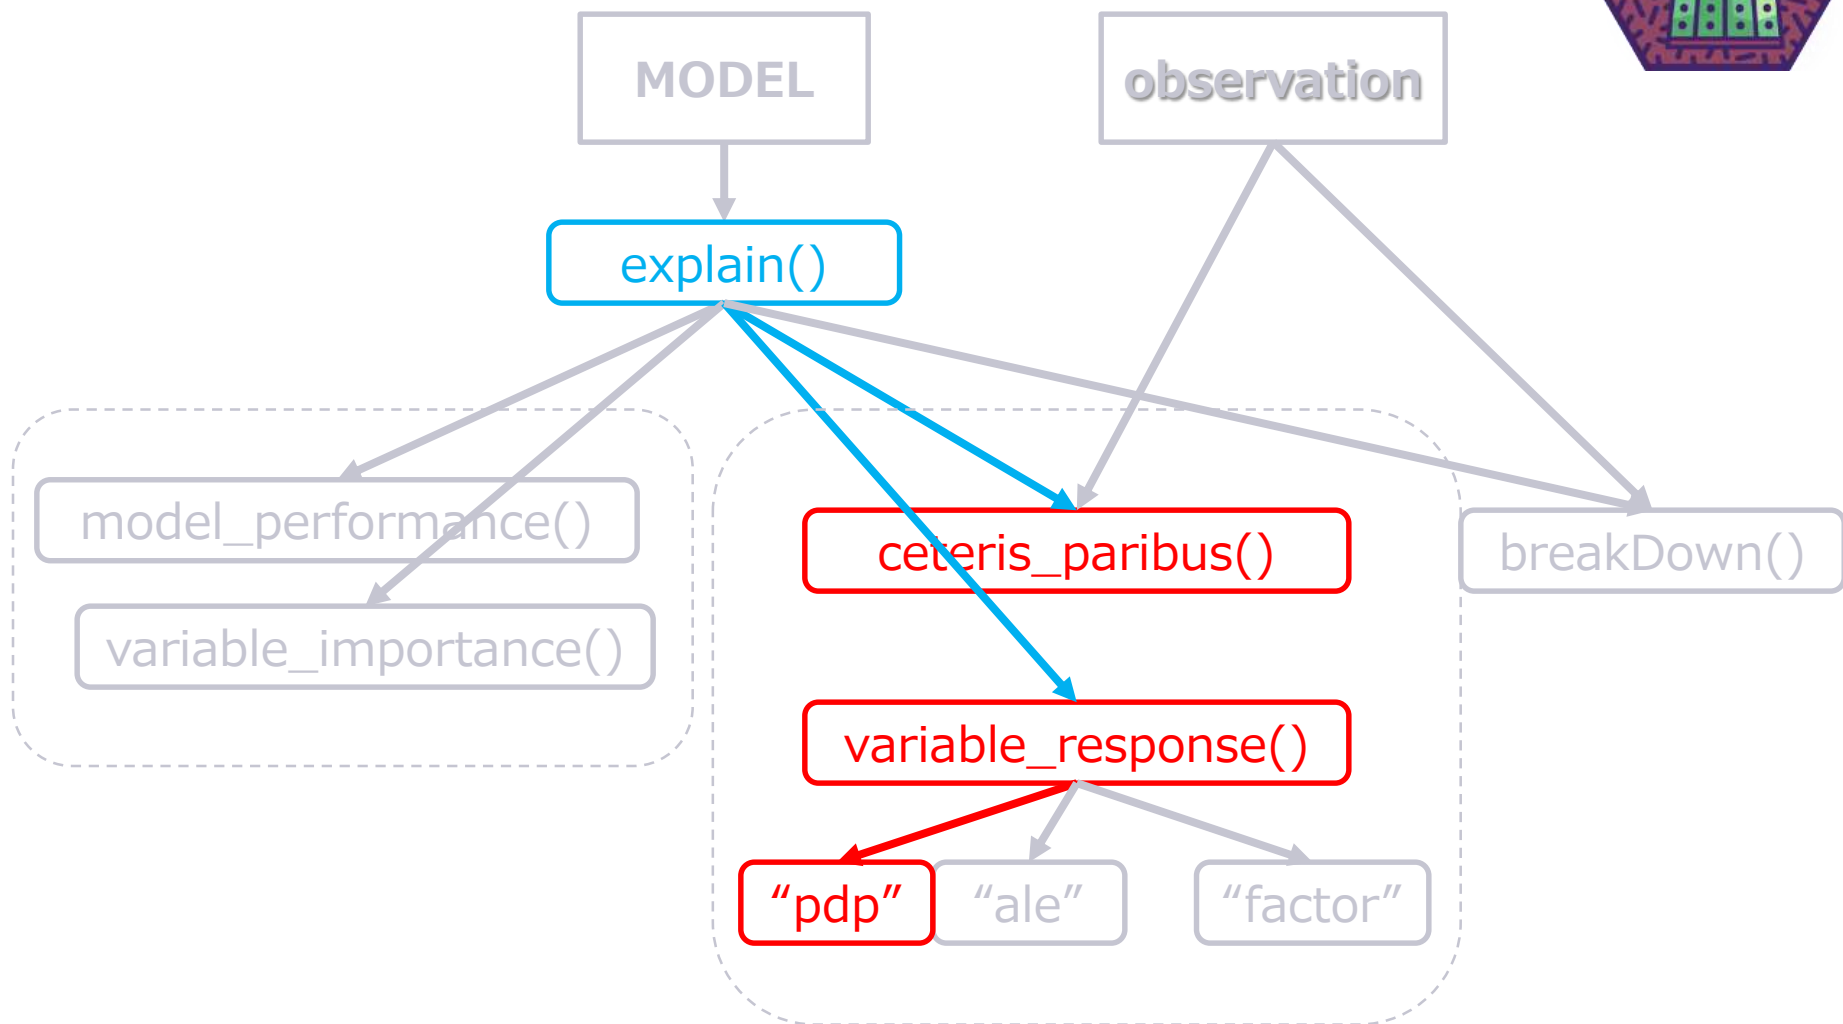 MODEL
observation
explain()
model_performance()
ceteris_paribus()
breakDown()
variable_importance()
variable_response()
“pdp”
“ale”
“factor”